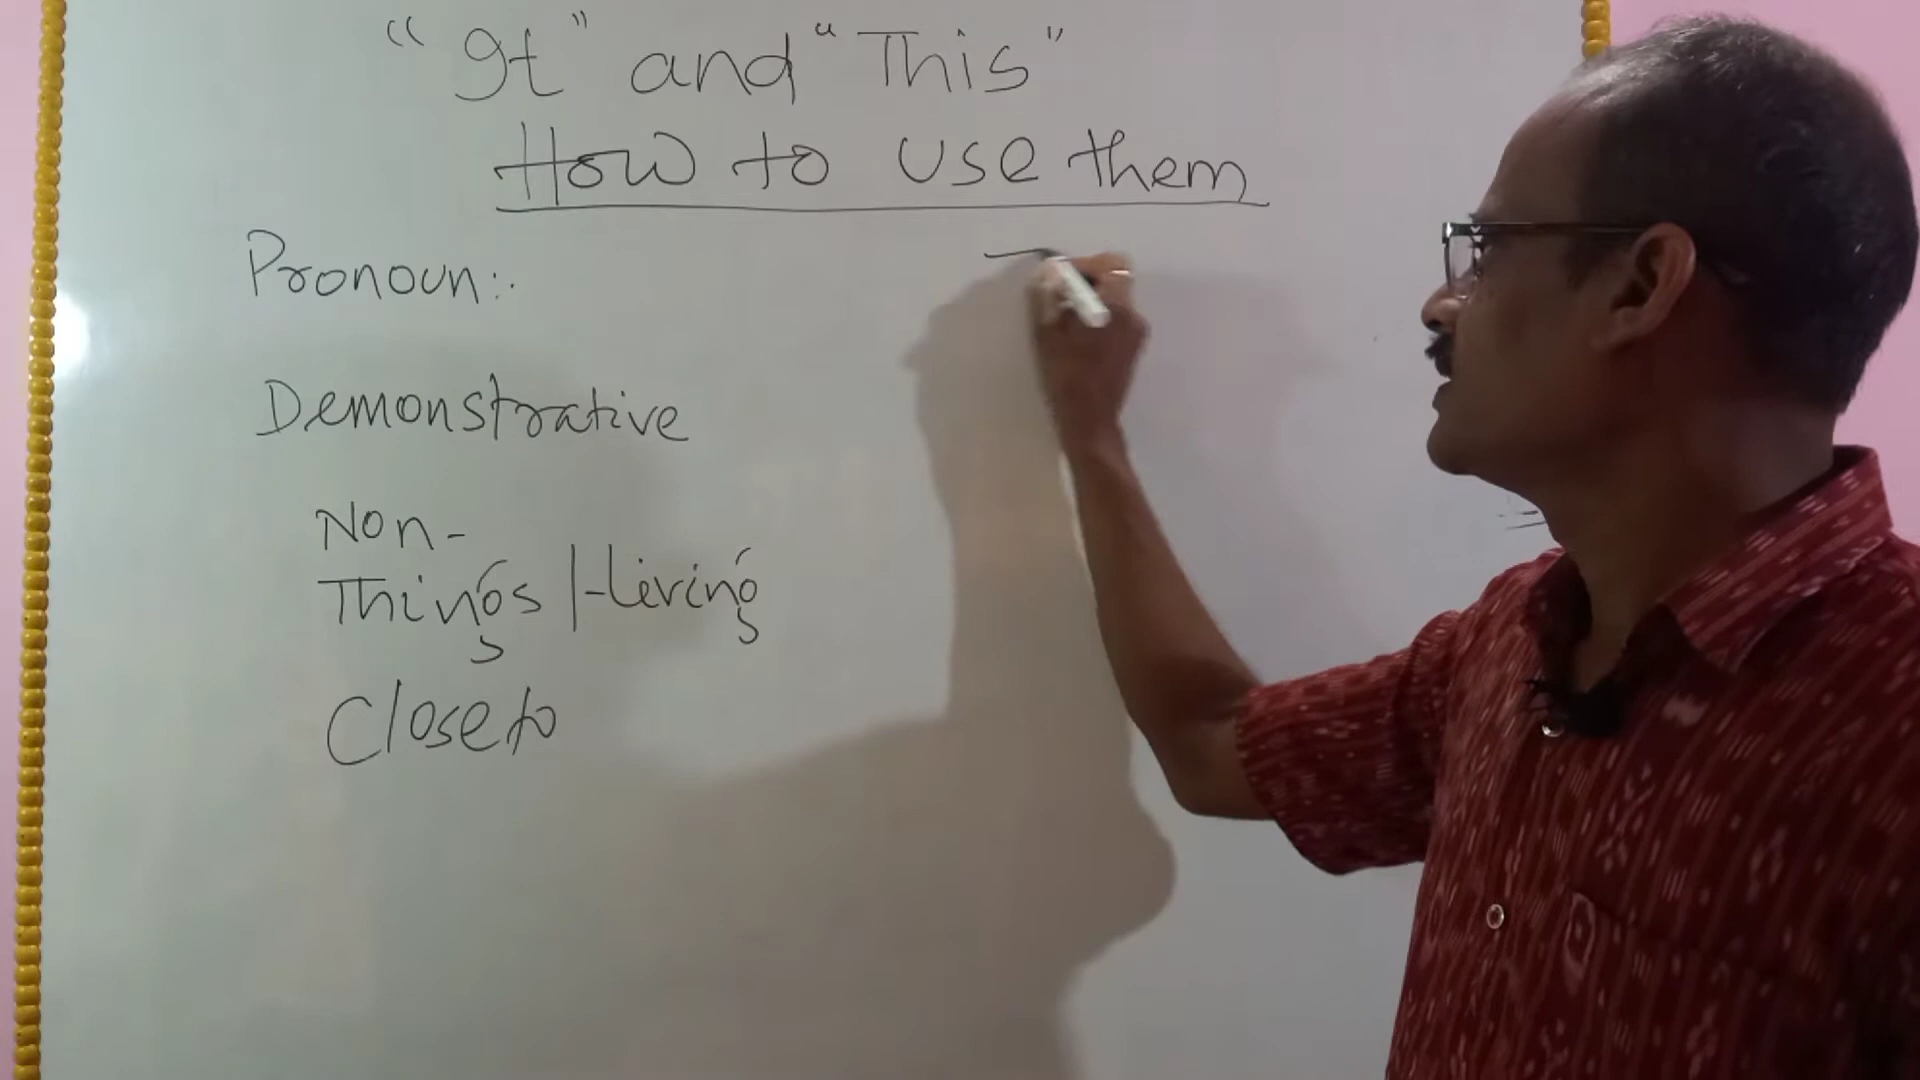 "It" and "This"
How to use them
Pronoun:-
Demonstrative
Non-
Things | -living
Close to